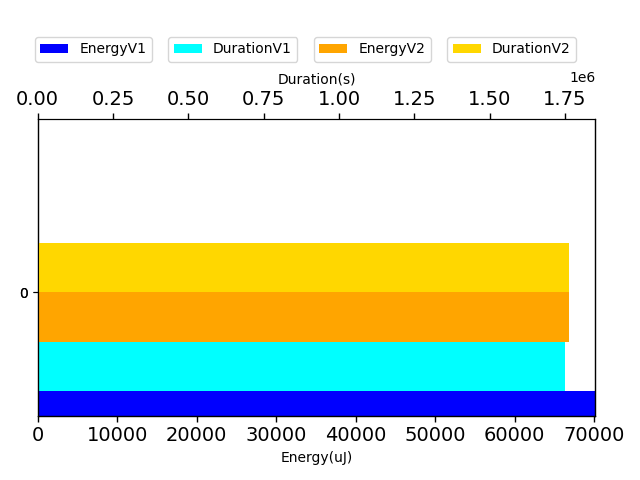 EnergyV1 DurationV1 EnergyV2 DurationV2
Duration(s)
1e6
0.00 0.25 0.50 0.75 1.00 1.25 1.50 1.75
0
0 10000 20000 30000 40000 50000 60000 70000
Energy(uJ)